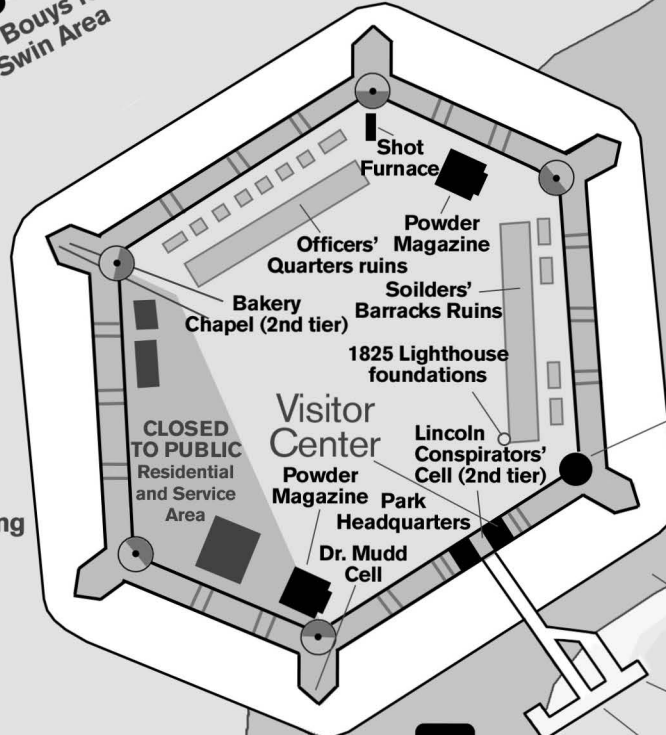 Bouys
Swin Area
Shot
Furnace
Powder
Magazine
Officers'
Quarters ruins
Soilders'
Barracks Ruins
Bakery
Chapel (2nd tier)
1825 Lighthouse
foundations
Visitor
Center
Lincoln
Conspirators'
Cell (2nd tier)
CLOSED
TO PUBLIC
Residential
and Service
Area
Powder
Magazine
Park
Headquarters
Dr. Mudd
Cell
ng